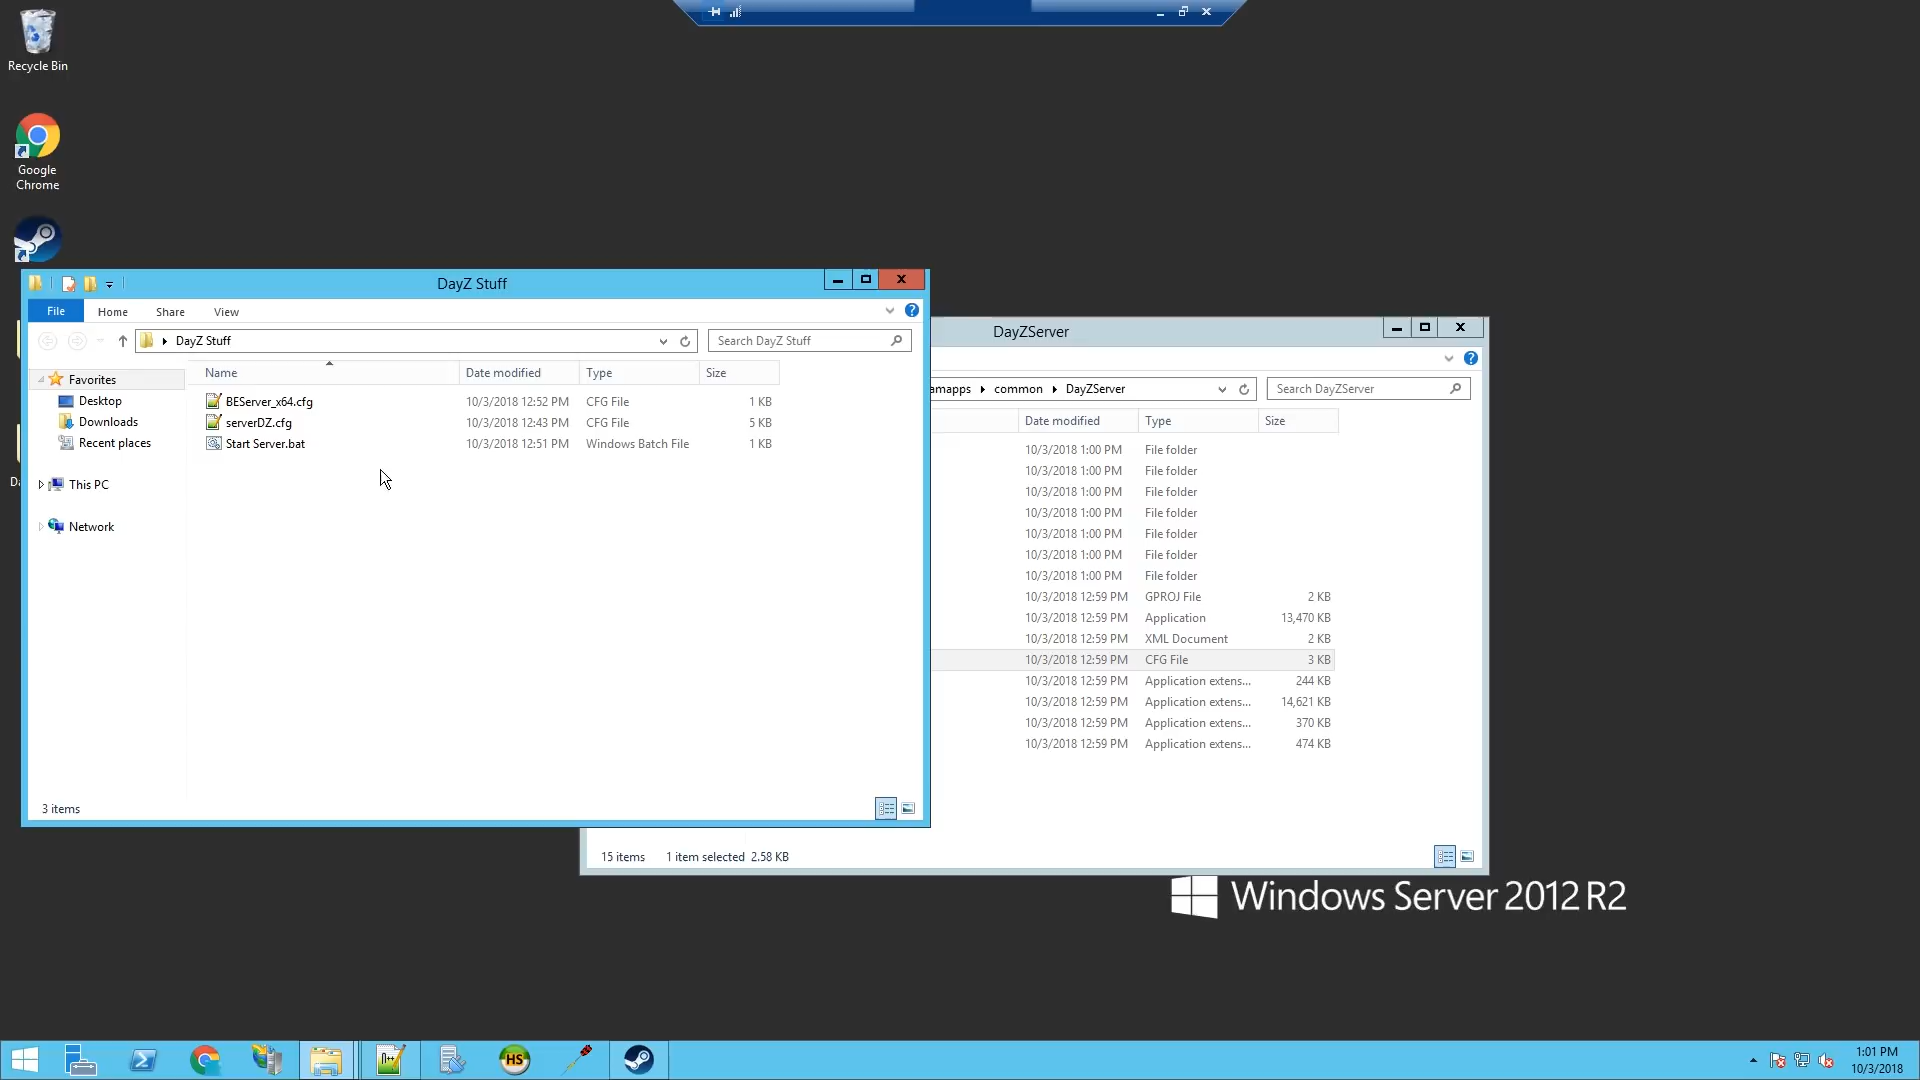 Recycle Bin
Google
Chrome
DayZ Stuff
File
Home
Share
View
DayZ Stuff
Search DayZ Stuff
Name
Date modified
Type
Size
Favorites
Desktop
Downloads
Recent places
This PC
Network
BEServer_x64.cfg 10/3/2018 12:52 PM CFG File 1 KB
serverDZ.cfg 10/3/2018 12:43 PM CFG File 5 KB
Start Server.bat 10/3/2018 12:51 PM Windows Batch File 1 KB
3 items
DayZServer
amapps common DayZServer
Search DayZServer
Date modified
Type
Size
10/3/2018 1:00 PM File folder
10/3/2018 1:00 PM File folder
10/3/2018 1:00 PM File folder
10/3/2018 1:00 PM File folder
10/3/2018 1:00 PM File folder
10/3/2018 1:00 PM File folder
10/3/2018 1:00 PM File folder
10/3/2018 12:59 PM GPROJ File 2 KB
10/3/2018 12:59 PM Application 13,470 KB
10/3/2018 12:59 PM XML Document 2 KB
10/3/2018 12:59 PM CFG File 3 KB
10/3/2018 12:59 PM Application extens... 244 KB
10/3/2018 12:59 PM Application extens... 14,621 KB
10/3/2018 12:59 PM Application extens... 370 KB
10/3/2018 12:59 PM Application extens... 474 KB
15 items 1 item selected 2.58 KB
Windows Server 2012 R2
HS
1:01 PM
10/3/2018